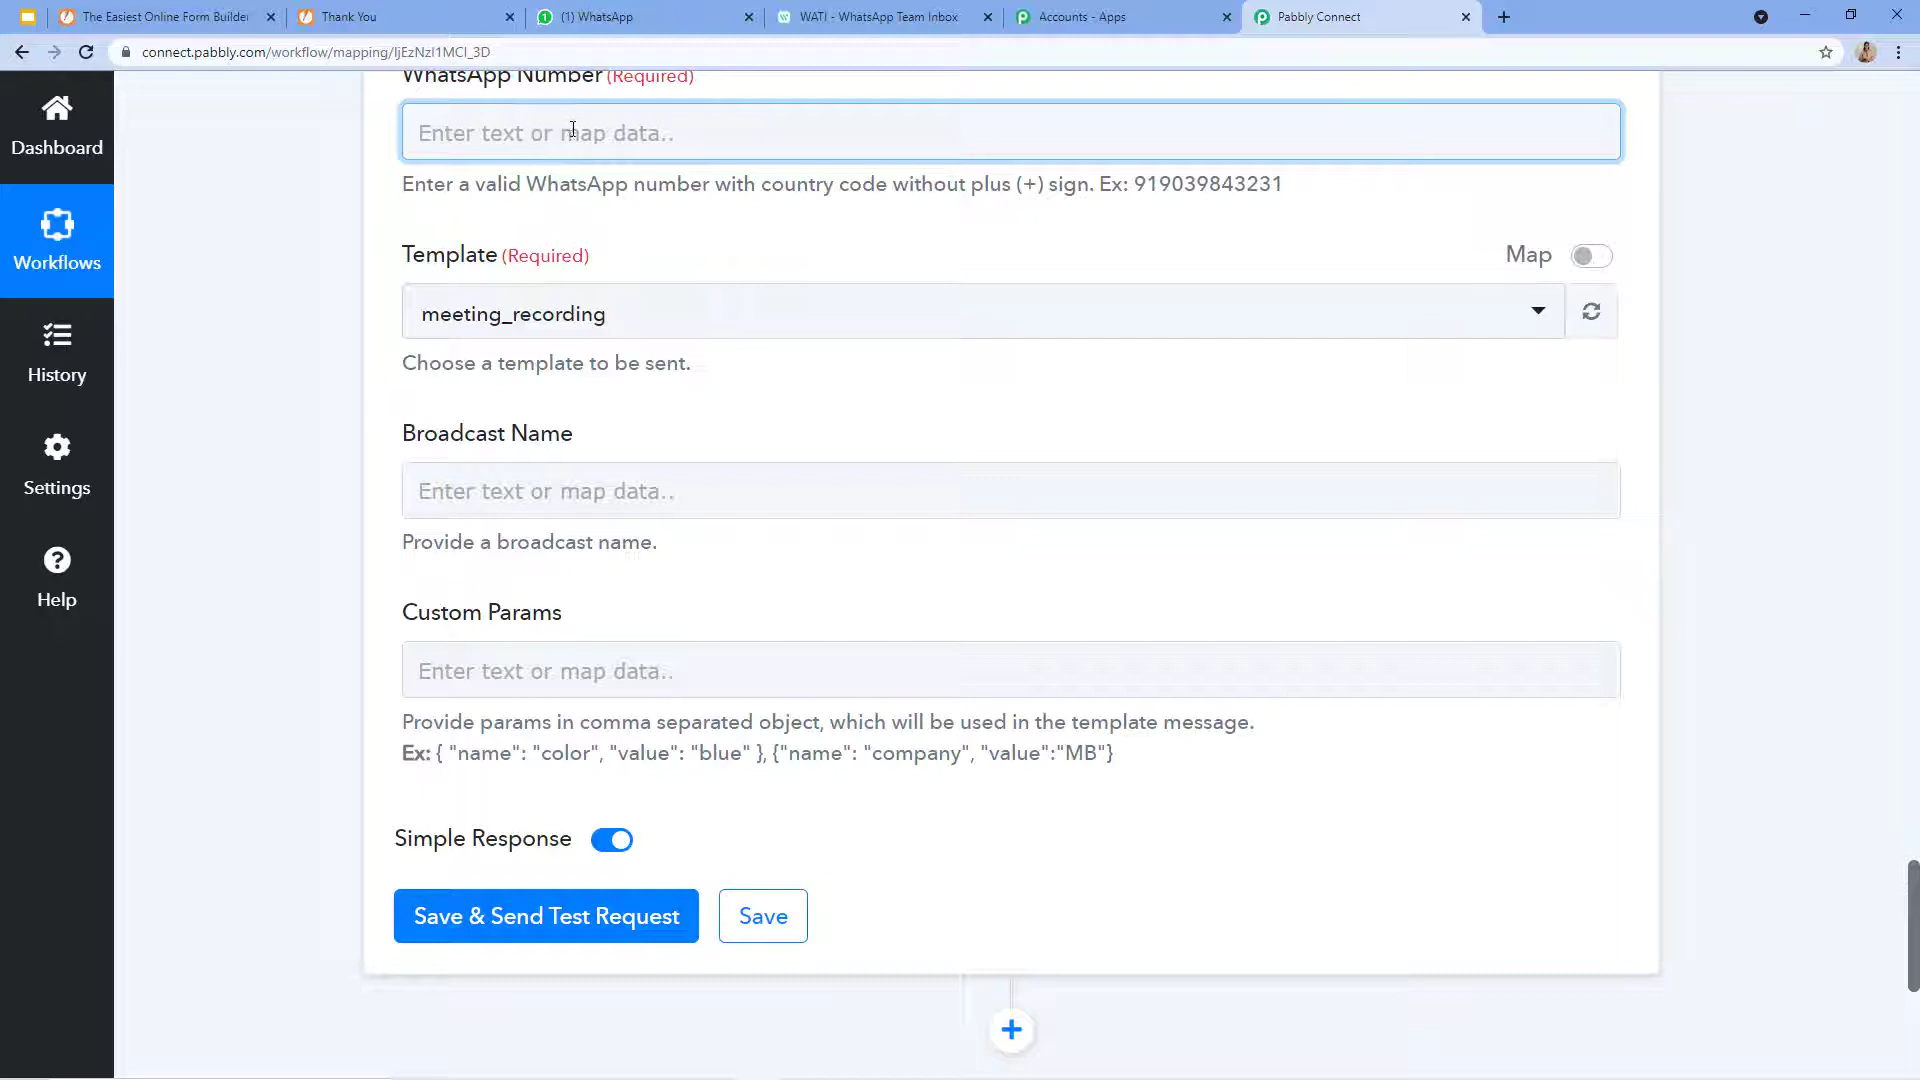 The Easiest Online Form Builder
Thank You
(1) WhatsApp
WATI - WhatsApp Team Inbox
Accounts - Apps
Pabbly Connect
connect.pabbly.com/workflow/mapping/IjEzNzI1MCI_3D
Dashboard
Workflows
History
Settings
Help
WhatsApp Number (Required)
Enter text or map data..
Enter a valid WhatsApp number with country code without plus (+) sign. Ex: 919039843231
Template (Required)
Map
meeting_recording
Choose a template to be sent.
Broadcast Name
Enter text or map data..
Provide a broadcast name.
Custom Params
Enter text or map data..
Provide params in comma separated object, which will be used in the template message.
Ex: { "name": "color", "value": "blue" }, {"name": "company", "value":"MB"}
Simple Response
Save & Send Test Request
Save